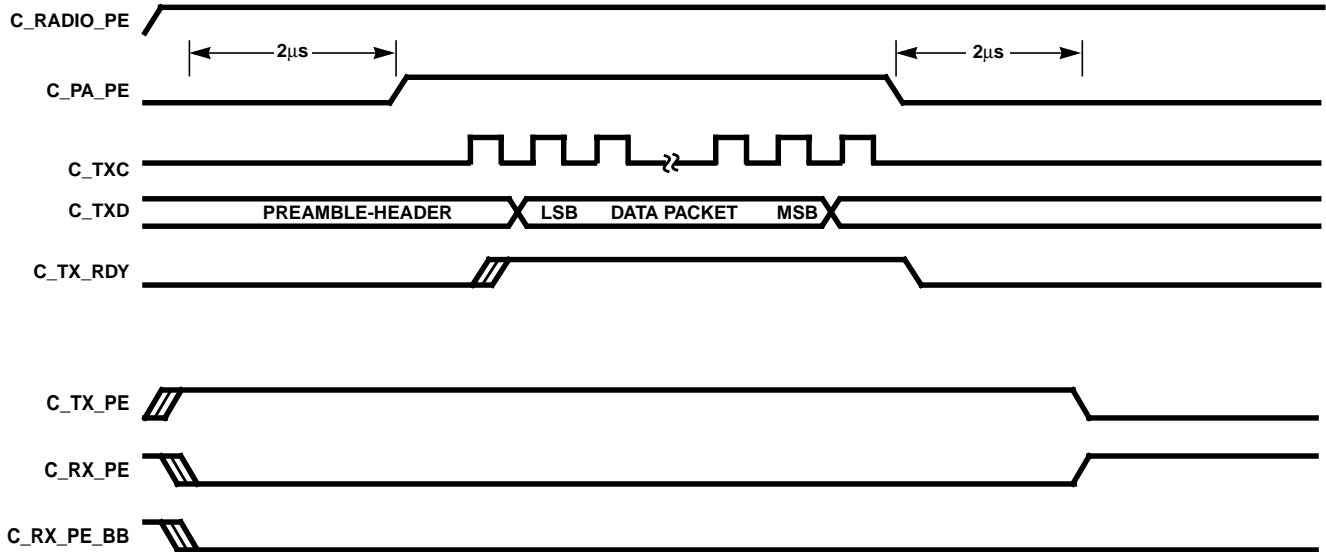 C_RADIO_PE
2μs
2μs
C_PA_PE
C_TXC
C_TXD
PREAMBLE-HEADER
LSB
DATA PACKET
MSB
C_TX_RDY
C_TX_PE
C_RX_PE
C_RX_PE_BB